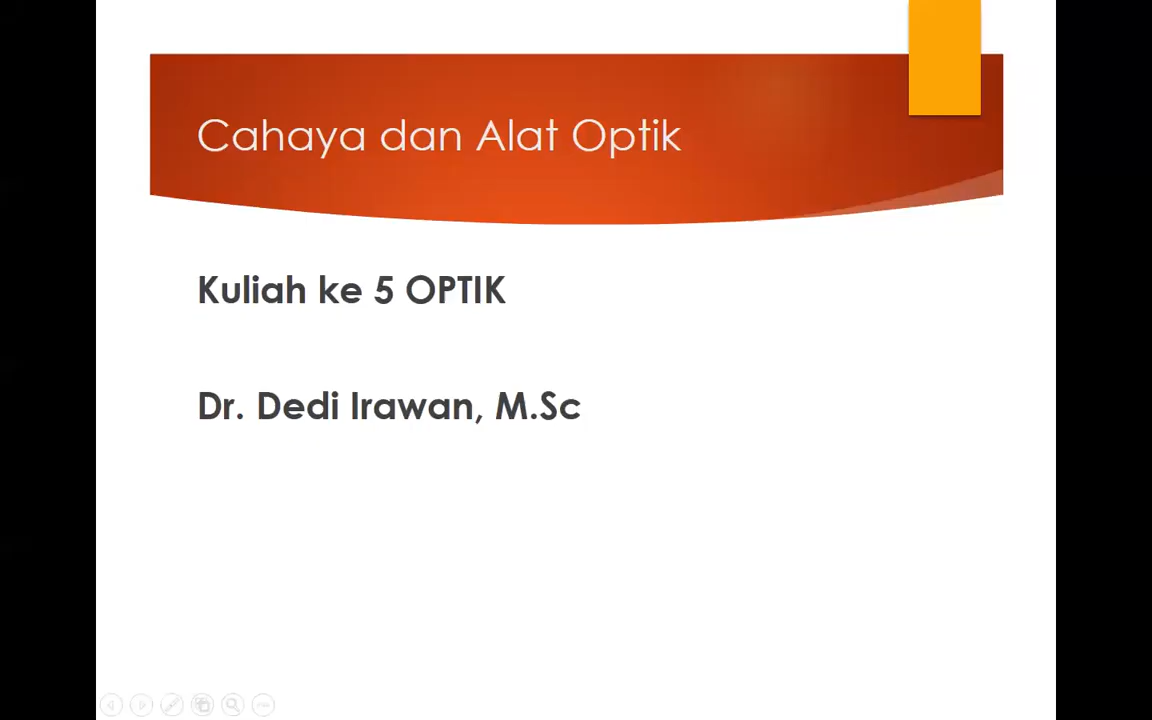 Cahaya dan Alat Optik
Kuliah ke 5 OPTIK
Dr. Dedi Irawan, M.Sc